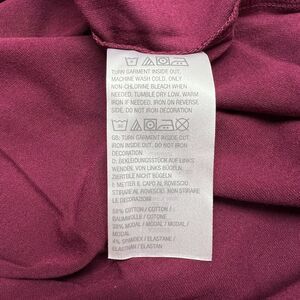 TURN GARMENT INSIDE OUT,
MACHINE WASH COLD, ONLY
NON-CHLORINE BLEACH WHEN
NEEDED, TUMBLE DRY LOW, WARM
IRON IF NEEDED, IRON ON REVERSE
SIDE, DO NOT IRON DECORATION
GB: TURN GARMENT INSIDE OUT.
IRON INSIDE OUT. DO NOT IRON
DECORATION
D: BEKLEIDUNGSSTÜCK AUF LINKS
WENDEN. VON LINKS BÜGELN.
ZIERTEILE NICHT BÜGELN
I: METTER IL CAPO AL ROVESCIO.
STIRARE AL ROVESCIO. NON STIRARE
LE DECORAZIONI
58% COTTON / COTON /
BAUMWOLLE / COTONE
38% MODAL / MODAL / MODAL /
MODAL
4% SPANDEX / ELASTANE /
ELASTHAN / ELASTAN